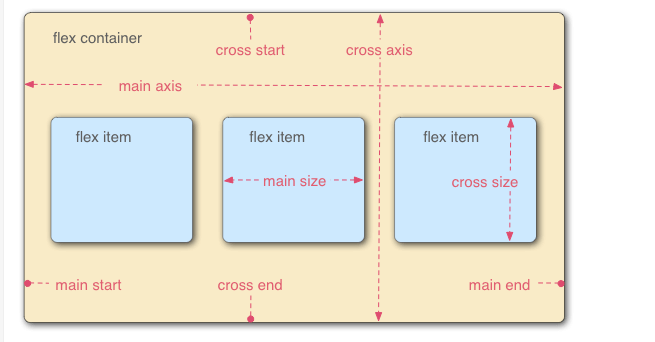 flex container
cross start
cross axis
main axis
flex item
flex item
flex item
main size
cross size
main start
cross end
main end